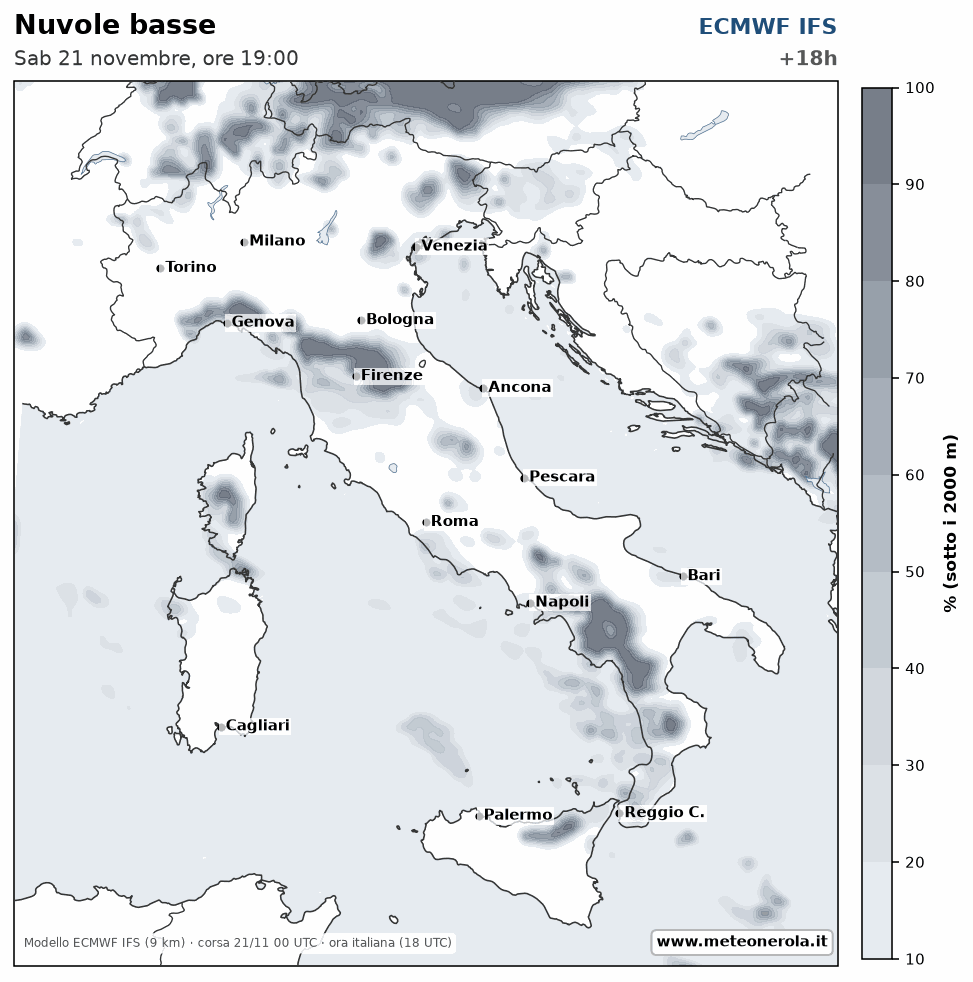 Nuvole basse
ECMWF IFS
Sab 21 novembre, ore 19:00
+18h
100
90
80
70
60
50
40
30
20
10
% (sotto i 2000 m)
Milano
Venezia
Torino
Genova
Bologna
Firenze
Ancona
Pescara
Roma
Bari
Napoli
Cagliari
Palermo
Reggio C.
Modello ECMWF IFS (9 km) · corsa 21/11 00 UTC · ora italiana (18 UTC)
www.meteonerola.it